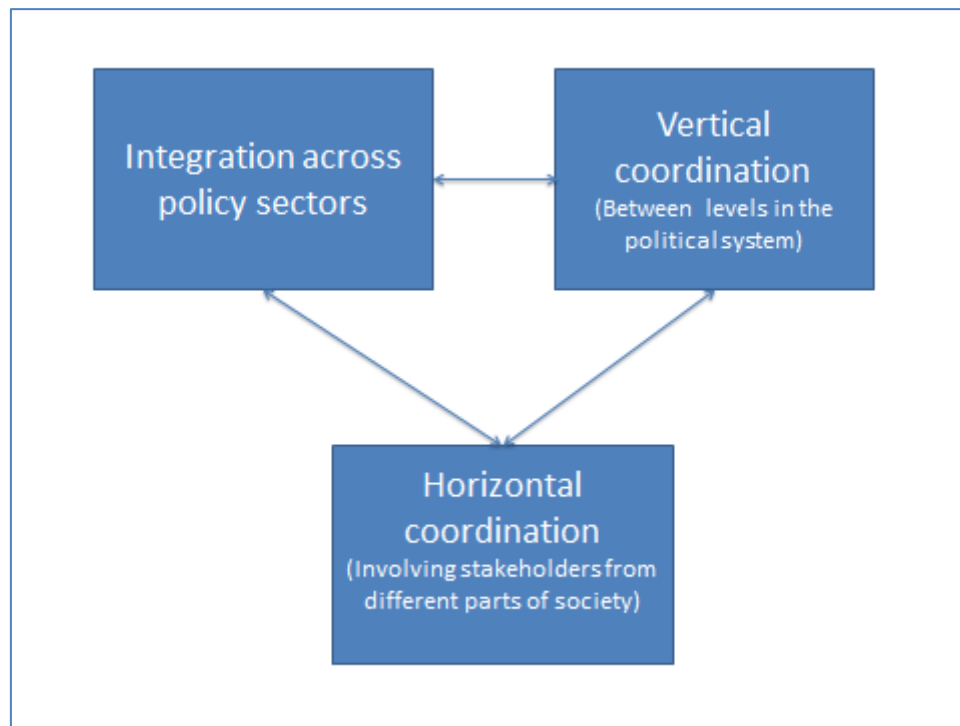 Integration across
policy sectors
Vertical
coordination
(Between levels in the
political system)
Horizontal
coordination
(Involving stakeholders from
different parts of society)